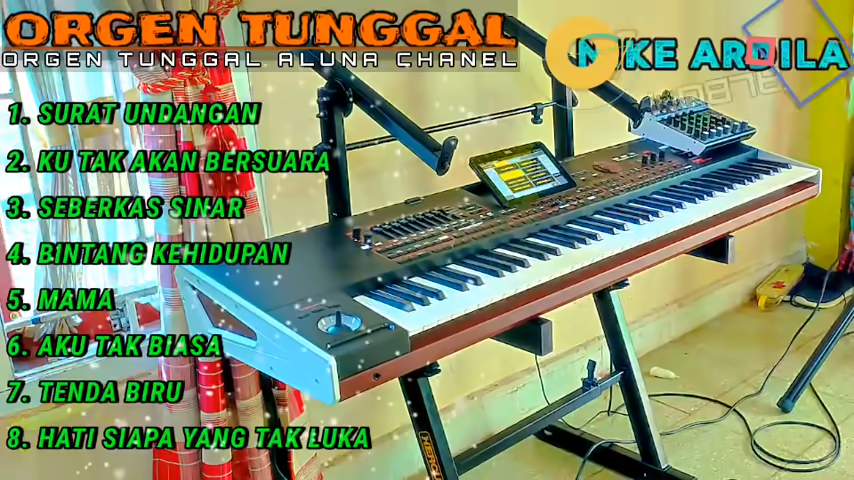 ORGEN TUNGGAL
ORGEN TUNGGAL ALUNA CHANEL
NIKE ARDILA
1. SURAT UNDANGAN
2. KU TAK AKAN BERSUARA
3. SEBERKAS SINAR
4. BINTANG KEHIDUPAN
5. MAMA
6. AKU TAK BIASA
7. TENDA BIRU
8. HATI SIAPA YANG TAK LUKA